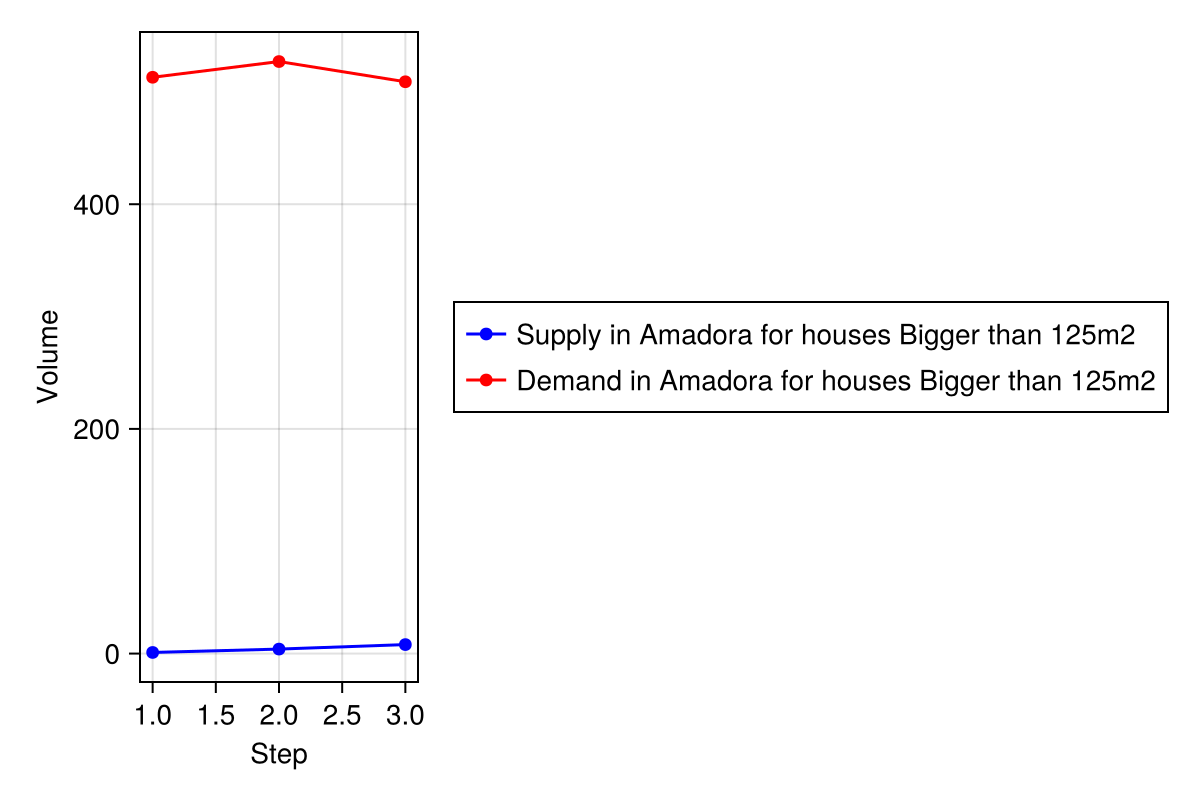 400
200
0
Volume
1.0 1.5 2.0 2.5 3.0
Step
Supply in Amadora for houses Bigger than 125m2
Demand in Amadora for houses Bigger than 125m2